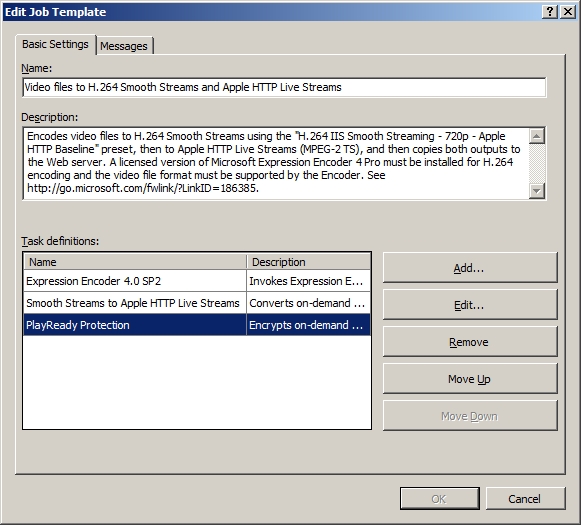 Edit Job Template
Basic Settings
Messages
Name:
Video files to H.264 Smooth Streams and Apple HTTP Live Streams
Description:
Encodes video files to H.264 Smooth Streams using the "H.264 IIS Smooth Streaming - 720p - Apple
HTTP Baseline" preset, then to Apple HTTP Live Streams (MPEG-2 TS), and then copies both outputs to
the Web server. A licensed version of Microsoft Expression Encoder 4 Pro must be installed for H.264
encoding and the video file format must be supported by the Encoder. See
http://go.microsoft.com/fwlink/?LinkID=186385.
Task definitions:
Name Description
Expression Encoder 4.0 SP2 Invokes Expression E...
Smooth Streams to Apple HTTP Live Streams Converts on-demand ...
PlayReady Protection Encrypts on-demand ...
Add...
Edit...
Remove
Move Up
Move Down
OK
Cancel